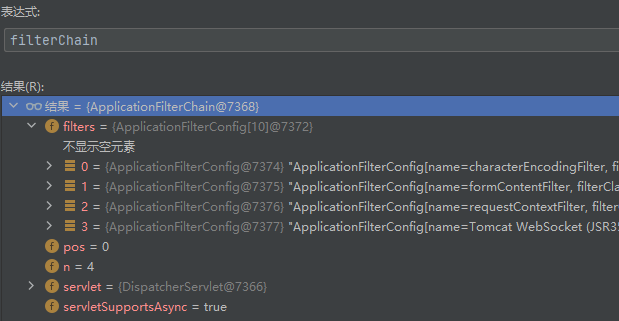 表达式:
filterChain
结果(R):
结果 = {ApplicationFilterChain@7368}
f filters = {ApplicationFilterConfig[10]@7372}
不显示空元素
0 = {ApplicationFilterConfig@7374} "ApplicationFilterConfig[name=characterEncodingFilter, fi
1 = {ApplicationFilterConfig@7375} "ApplicationFilterConfig[name=formContentFilter, filterCla
2 = {ApplicationFilterConfig@7376} "ApplicationFilterConfig[name=requestContextFilter, filter
3 = {ApplicationFilterConfig@7377} "ApplicationFilterConfig[name=Tomcat WebSocket (JSR35
f pos = 0
f n = 4
f servlet = {DispatcherServlet@7366}
f servletSupportsAsync = true